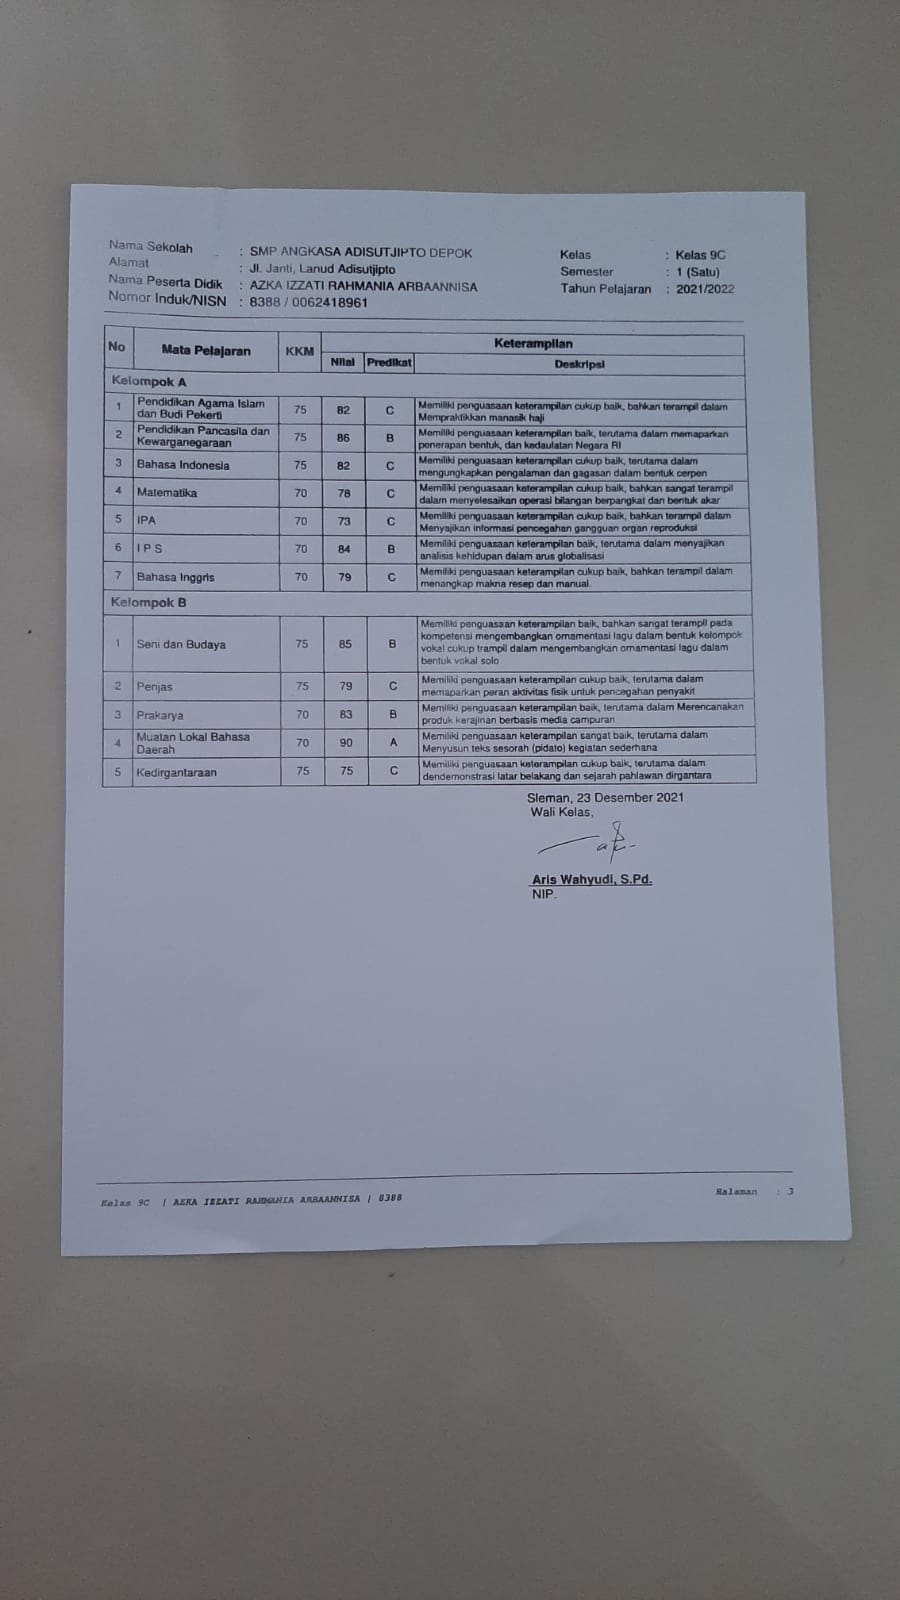 Nama Sekolah : SMP ANGKASA ADISUTJIPTO DEPOK Kelas : Kelas 9C
Alamat : Jl. Janti, Lanud Adisutjipto Semester : 1 (Satu)
Nama Peserta Didik : AZKA IZZATI RAHMANIA ARBAANNISA Tahun Pelajaran : 2021/2022
Nomor Induk/NISN : 8388 / 0062418961
No Mata Pelajaran KKM Keterampilan
Nilai Predikat Deskripsi
Kelompok A
1 Pendidikan Agama Islam dan Budi Pekerti 75 82 C Memiliki penguasaan keterampilan cukup baik, bahkan terampil dalam
Mempraktikkan manasik haji
2 Pendidikan Pancasila dan Kewarganegaraan 75 86 B Memiliki penguasaan keterampilan baik, terutama dalam memaparkan
penerapan bentuk, dan kedaulatan Negara RI
3 Bahasa Indonesia 75 82 C Memiliki penguasaan keterampilan cukup baik, terutama dalam
mengungkapkan pengalaman dan gagasan dalam bentuk cerpen
4 Matematika 70 78 C Memiliki penguasaan keterampilan cukup baik, bahkan sangat terampil
dalam menyelesaikan operasi bilangan berpangkat dan bentuk akar
5 IPA 70 73 C Memiliki penguasaan keterampilan cukup baik, bahkan terampil dalam
Menyajikan informasi pencegahan gangguan organ reproduksi
6 I P S 70 84 B Memiliki penguasaan keterampilan baik, terutama dalam menyajikan
analisis kehidupan dalam arus globalisasi
7 Bahasa Inggris 70 79 C Memiliki penguasaan keterampilan cukup baik, bahkan terampil dalam
menangkap makna resep dan manual.
Kelompok B
1 Seni dan Budaya 75 85 B Memiliki penguasaan keterampilan baik, bahkan sangat terampil pada
kompetensi mengembangkan ornamentasi lagu dalam bentuk kelompok
vokal cukup trampil dalam mengembangkan ornamentasi lagu dalam
bentuk vokal solo
2 Penjas 75 79 C Memiliki penguasaan keterampilan cukup baik, terutama dalam
memaparkan peran aktivitas fisik untuk pencegahan penyakit
3 Prakarya 70 83 B Memiliki penguasaan keterampilan baik, terutama dalam Merencanakan
produk kerajinan berbasis media campuran
4 Muatan Lokal Bahasa Daerah 70 90 A Memiliki penguasaan keterampilan sangat baik, terutama dalam
Menyusun teks sesorah (pidato) kegiatan sederhana
5 Kedirgantaraan 75 75 C Memiliki penguasaan keterampilan cukup baik, terutama dalam
dendemonstrasi latar belakang dan sejarah pahlawan dirgantara
Sleman, 23 Desember 2021
Wali Kelas,
Aris Wahyudi, S.Pd.
NIP.
Kelas 9C | AZKA IZZATI RAHMANIA ARBAANNISA | 8388 Halaman : 3